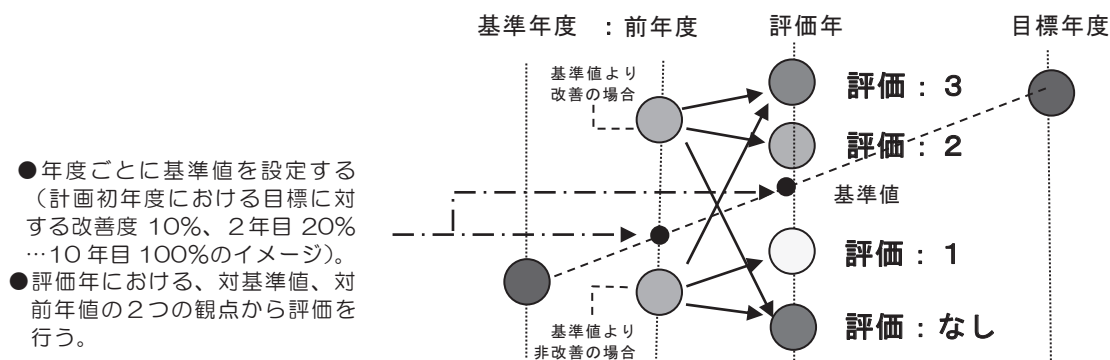 基準年度 ：前年度 評価年 目標年度
基準値より
改善の場合
評価：３
評価：２
基準値
評価：１
評価：なし
基準値より
非改善の場合
●年度ごとに基準値を設定する
（計画初年度における目標に対
する改善度 10％、２年目 20％
…10 年目 100％のイメージ）。
●評価年における、対基準値、対
前年値の２つの観点から評価を
行う。